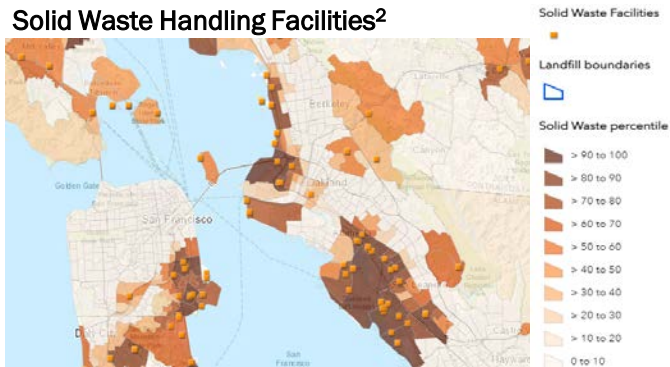 Solid Waste Handling Facilities²
Solid Waste Facilities
Landfill boundaries
Solid Waste percentile
> 90 to 100
> 80 to 90
> 70 to 80
> 60 to 70
> 50 to 60
> 40 to 50
> 30 to 40
> 20 to 30
> 10 to 20
0 to 10
Berkeley
Oakland
Golden Gate
San Francisco
San
Francisco